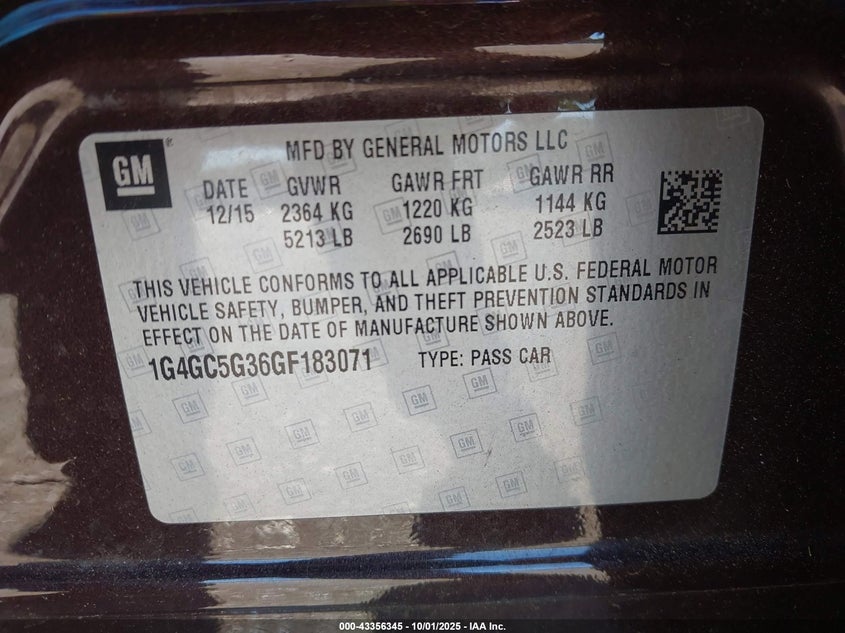 GM ® MFD BY GENERAL MOTORS LLC
DATE GVWR GAWR FRT GAWR RR
12/15 2364 KG 1220 KG 1144 KG
5213 LB 2690 LB 2523 LB
THIS VEHICLE CONFORMS TO ALL APPLICABLE U.S. FEDERAL MOTOR
VEHICLE SAFETY, BUMPER, AND THEFT PREVENTION STANDARDS IN
EFFECT ON THE DATE OF MANUFACTURE SHOWN ABOVE.
1G4GC5G36GF183071 TYPE: PASS CAR
000-43356345 - 10/01/2025 - IAA Inc.